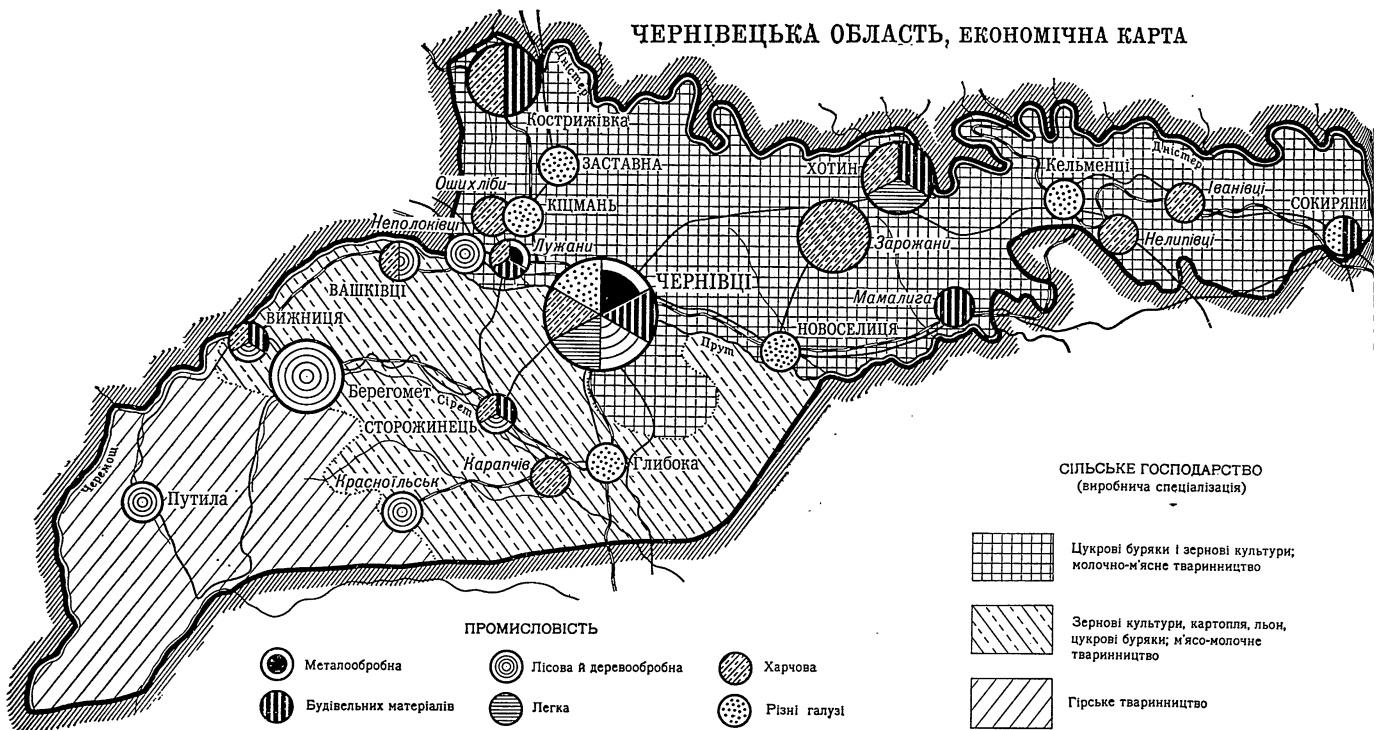 ЧЕРНІВЕЦЬКА ОБЛАСТЬ, ЕКОНОМІЧНА КАРТА
Дністер
Кострижівка
ЗАСТАВНА
Ошихліби
КІЦМАНЬ
Неполоківці
Лужани
ВАШКІВЦІ
ЧЕРНІВЦІ
ХОТИН
Зарожани
Кельменці
Дністер
Іванівці
СОКИРЯНИ
Нелипівці
Мамалига
НОВОСЕЛИЦЯ
Прут
ВИЖНИЦЯ
Берегомет
Сірет
СТОРОЖИНЕЦЬ
Карапчів
Глибока
Красноїльськ
Черемош
Путила
СІЛЬСЬКЕ ГОСПОДАРСТВО
(виробнича спеціалізація)
Цукрові буряки і зернові культури;
молочно-м'ясне тваринництво
Зернові культури, картопля, льон,
цукрові буряки; м'ясо-молочне
тваринництво
Гірське тваринництво
ПРОМИСЛОВІСТЬ
Металообробна
Лісова й деревообробна
Харчова
Будівельних матеріалів
Легка
Різні галузі